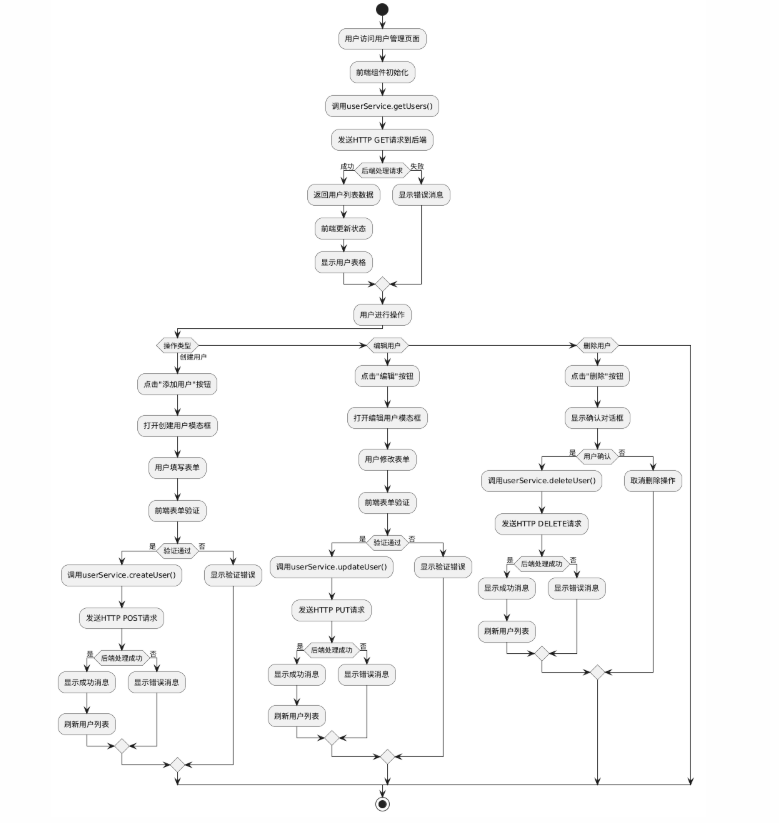 用户访问用户管理页面
前端组件初始化
调用userService.getUsers()
发送HTTP GET请求到后端
成功
后端处理请求
失败
返回用户列表数据
显示错误消息
前端更新状态
显示用户表格
用户进行操作
操作类型
创建用户
点击"添加用户"按钮
打开创建用户模态框
用户填写表单
前端表单验证
是
验证通过
否
调用userService.createUser()
显示验证错误
发送HTTP POST请求
是
后端处理成功
否
显示成功消息
显示错误消息
刷新用户列表
编辑用户
点击"编辑"按钮
打开编辑用户模态框
用户修改表单
前端表单验证
是
验证通过
否
调用userService.updateUser()
显示验证错误
发送HTTP PUT请求
是
后端处理成功
否
显示成功消息
显示错误消息
刷新用户列表
删除用户
点击"删除"按钮
显示确认对话框
是
用户确认
否
调用userService.deleteUser()
取消删除操作
发送HTTP DELETE请求
是
后端处理成功
否
显示成功消息
显示错误消息
刷新用户列表